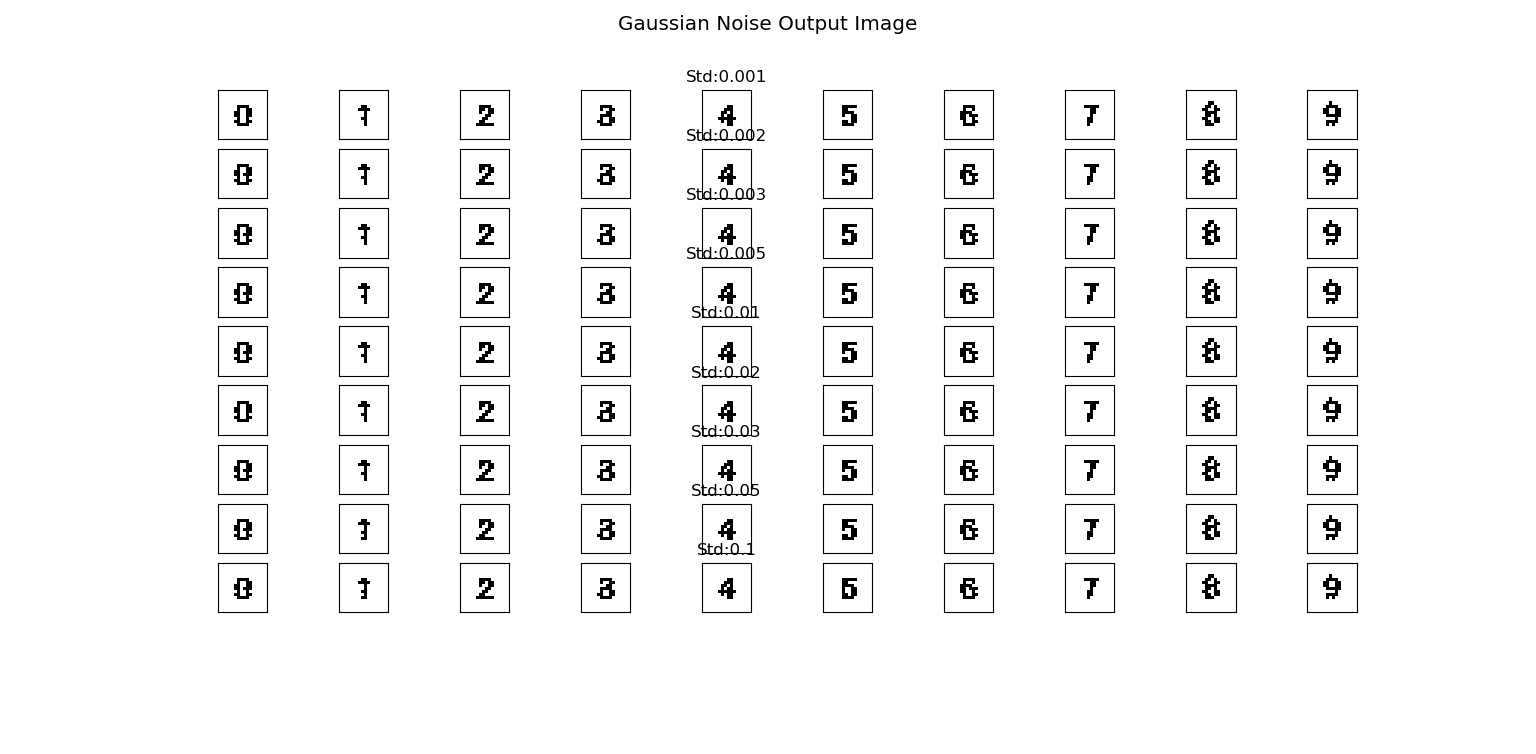 Gaussian Noise Output Image
Std:0.001
0 1 2 3 4 5 6 7 8 9
Std:0.002
0 1 2 3 4 5 6 7 8 9
Std:0.003
0 1 2 3 4 5 6 7 8 9
Std:0.005
0 1 2 3 4 5 6 7 8 9
Std:0.01
0 1 2 3 4 5 6 7 8 9
Std:0.02
0 1 2 3 4 5 6 7 8 9
Std:0.03
0 1 2 3 4 5 6 7 8 9
Std:0.05
0 1 2 3 4 5 6 7 8 9
Std:0.1
0 1 2 3 4 5 6 7 8 9